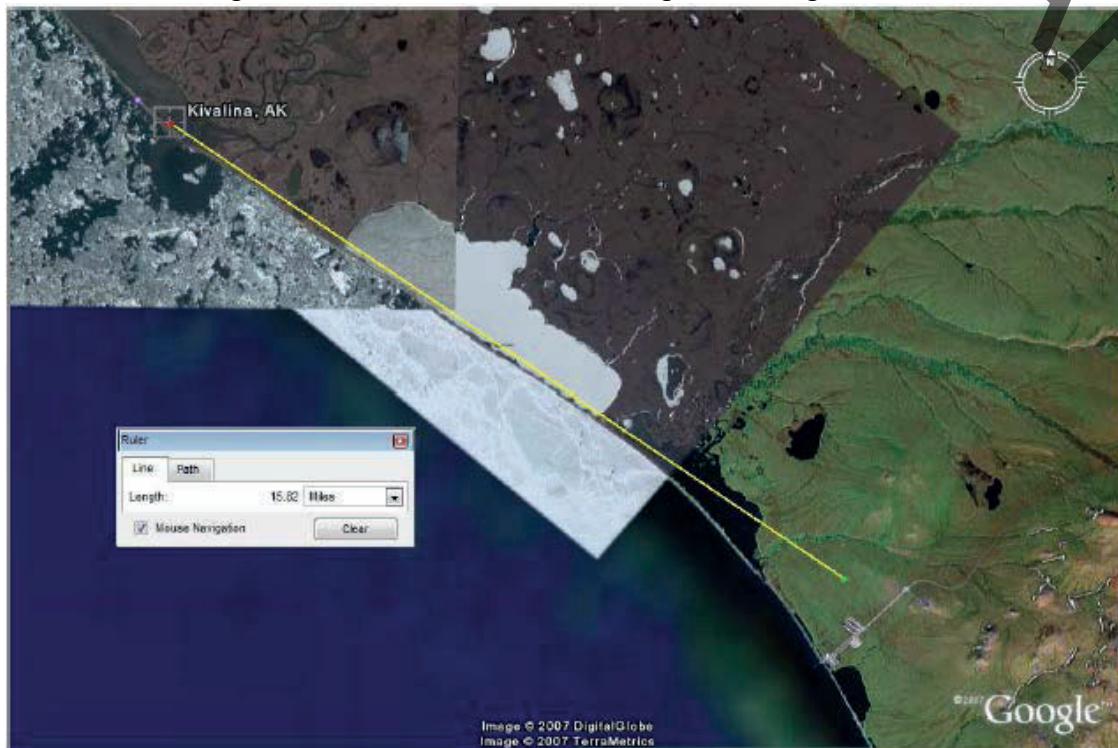 N
Kivalina, AK
Ruler
Line
Path
Length:
15.82
Miles
Mouse Navigation
Clear
©2007
Google
Image © 2007 DigitalGlobe
Image © 2007 TerraMetrics